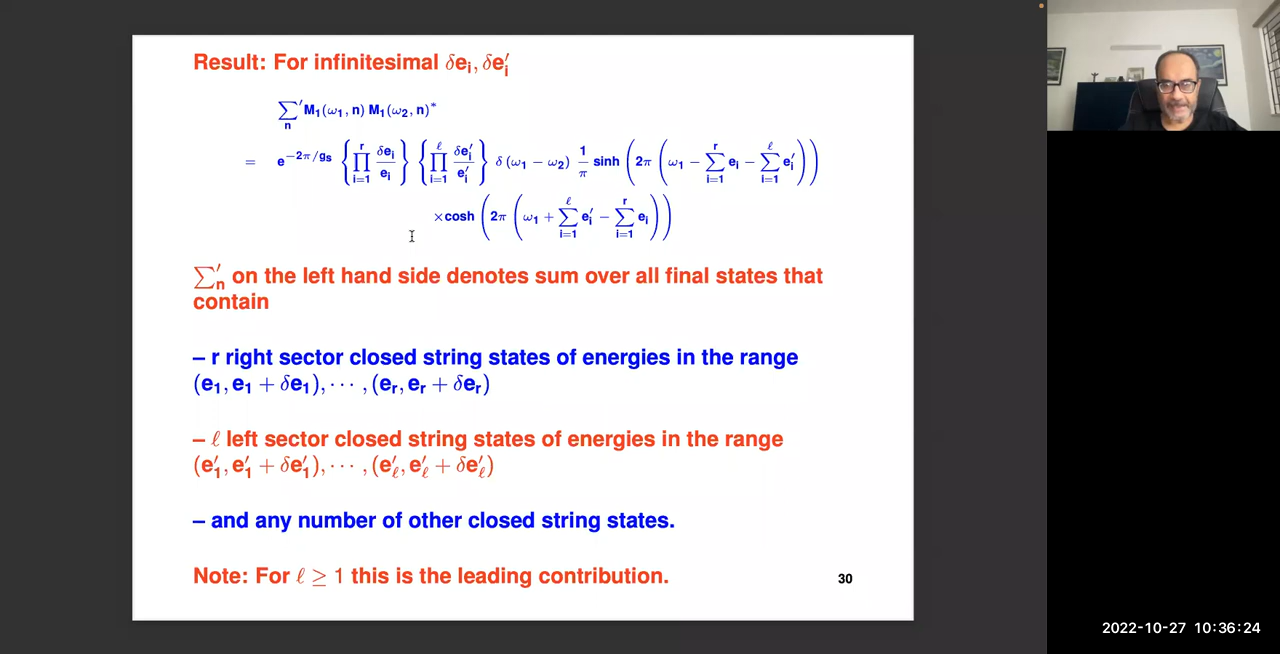 Result: For infinitesimal δe_i, δe′_i
∑′_n M_1(ω_1, n) M_1(ω_2, n)*
= e^{−2π/g_s} { ∏_{i=1}^{r} δe_i/e_i } { ∏_{i=1}^{ℓ} δe′_i/e′_i } δ(ω_1 − ω_2) 1/π sinh ( 2π ( ω_1 − ∑_{i=1}^{r} e_i − ∑_{i=1}^{ℓ} e′_i ) )
×cosh ( 2π ( ω_1 + ∑_{i=1}^{ℓ} e′_i − ∑_{i=1}^{r} e_i ) )
∑′_n on the left hand side denotes sum over all final states that
contain
– r right sector closed string states of energies in the range
(e_1, e_1 + δe_1), ··· , (e_r, e_r + δe_r)
– ℓ left sector closed string states of energies in the range
(e′_1, e′_1 + δe′_1), ··· , (e′_ℓ, e′_ℓ + δe′_ℓ)
– and any number of other closed string states.
Note: For ℓ ≥ 1 this is the leading contribution.
30
2022-10-27 10:36:24